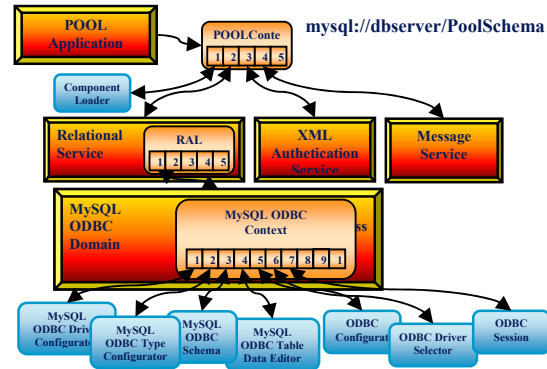 POOL
Application
POOLConte
1 2 3 4 5
mysql://dbserver/PoolSchema
Component
Loader
Relational
Service
RAL
1 2 3 4 5
XML
Authetication
Service
Message
Service
MySQL
ODBC
Domain
MySQL ODBC
Context
ss
1 2 3 4 5 6 7 8 9 1
MySQL
ODBC Drive
Configurato
MySQL
ODBC Type
Configurator
MySQL
ODBC
Schema
MySQL
ODBC Table
Data Editor
ODBC
Configurat
ODBC Driver
Selector
ODBC
Session